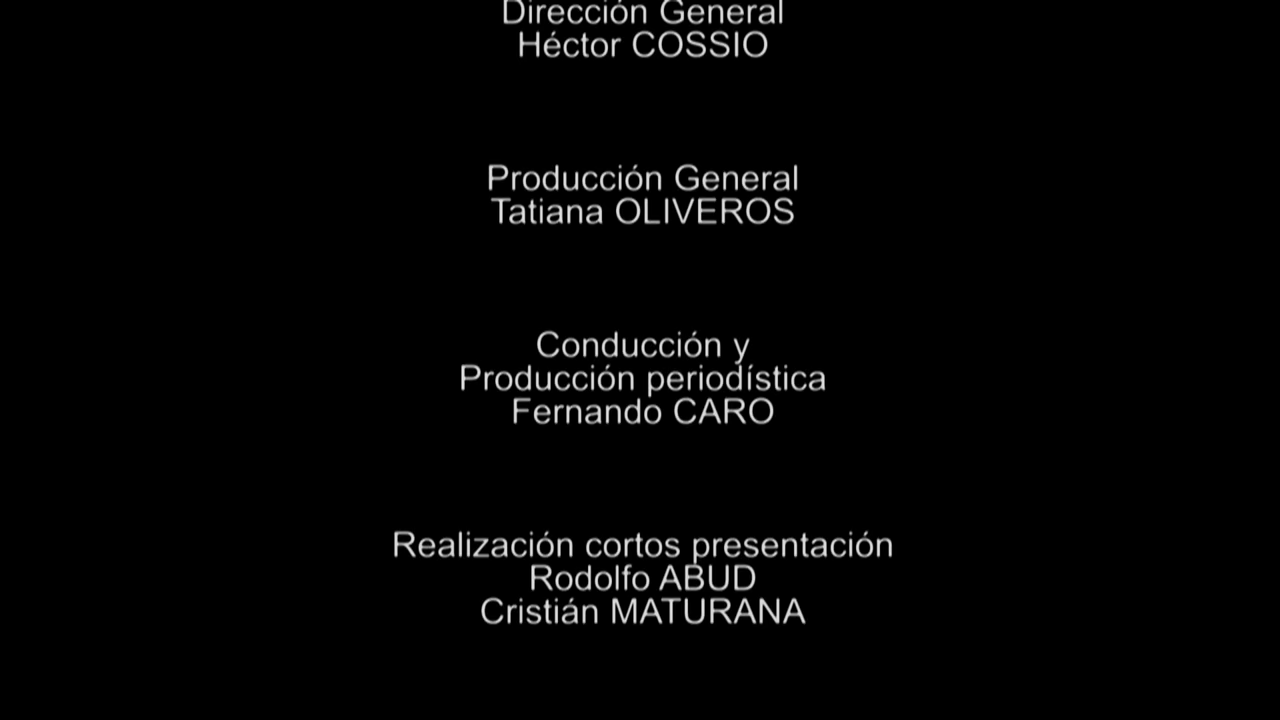 Dirección General
Héctor COSSIO
Producción General
Tatiana OLIVEROS
Conducción y
Producción periodística
Fernando CARO
Realización cortos presentación
Rodolfo ABUD
Cristián MATURANA